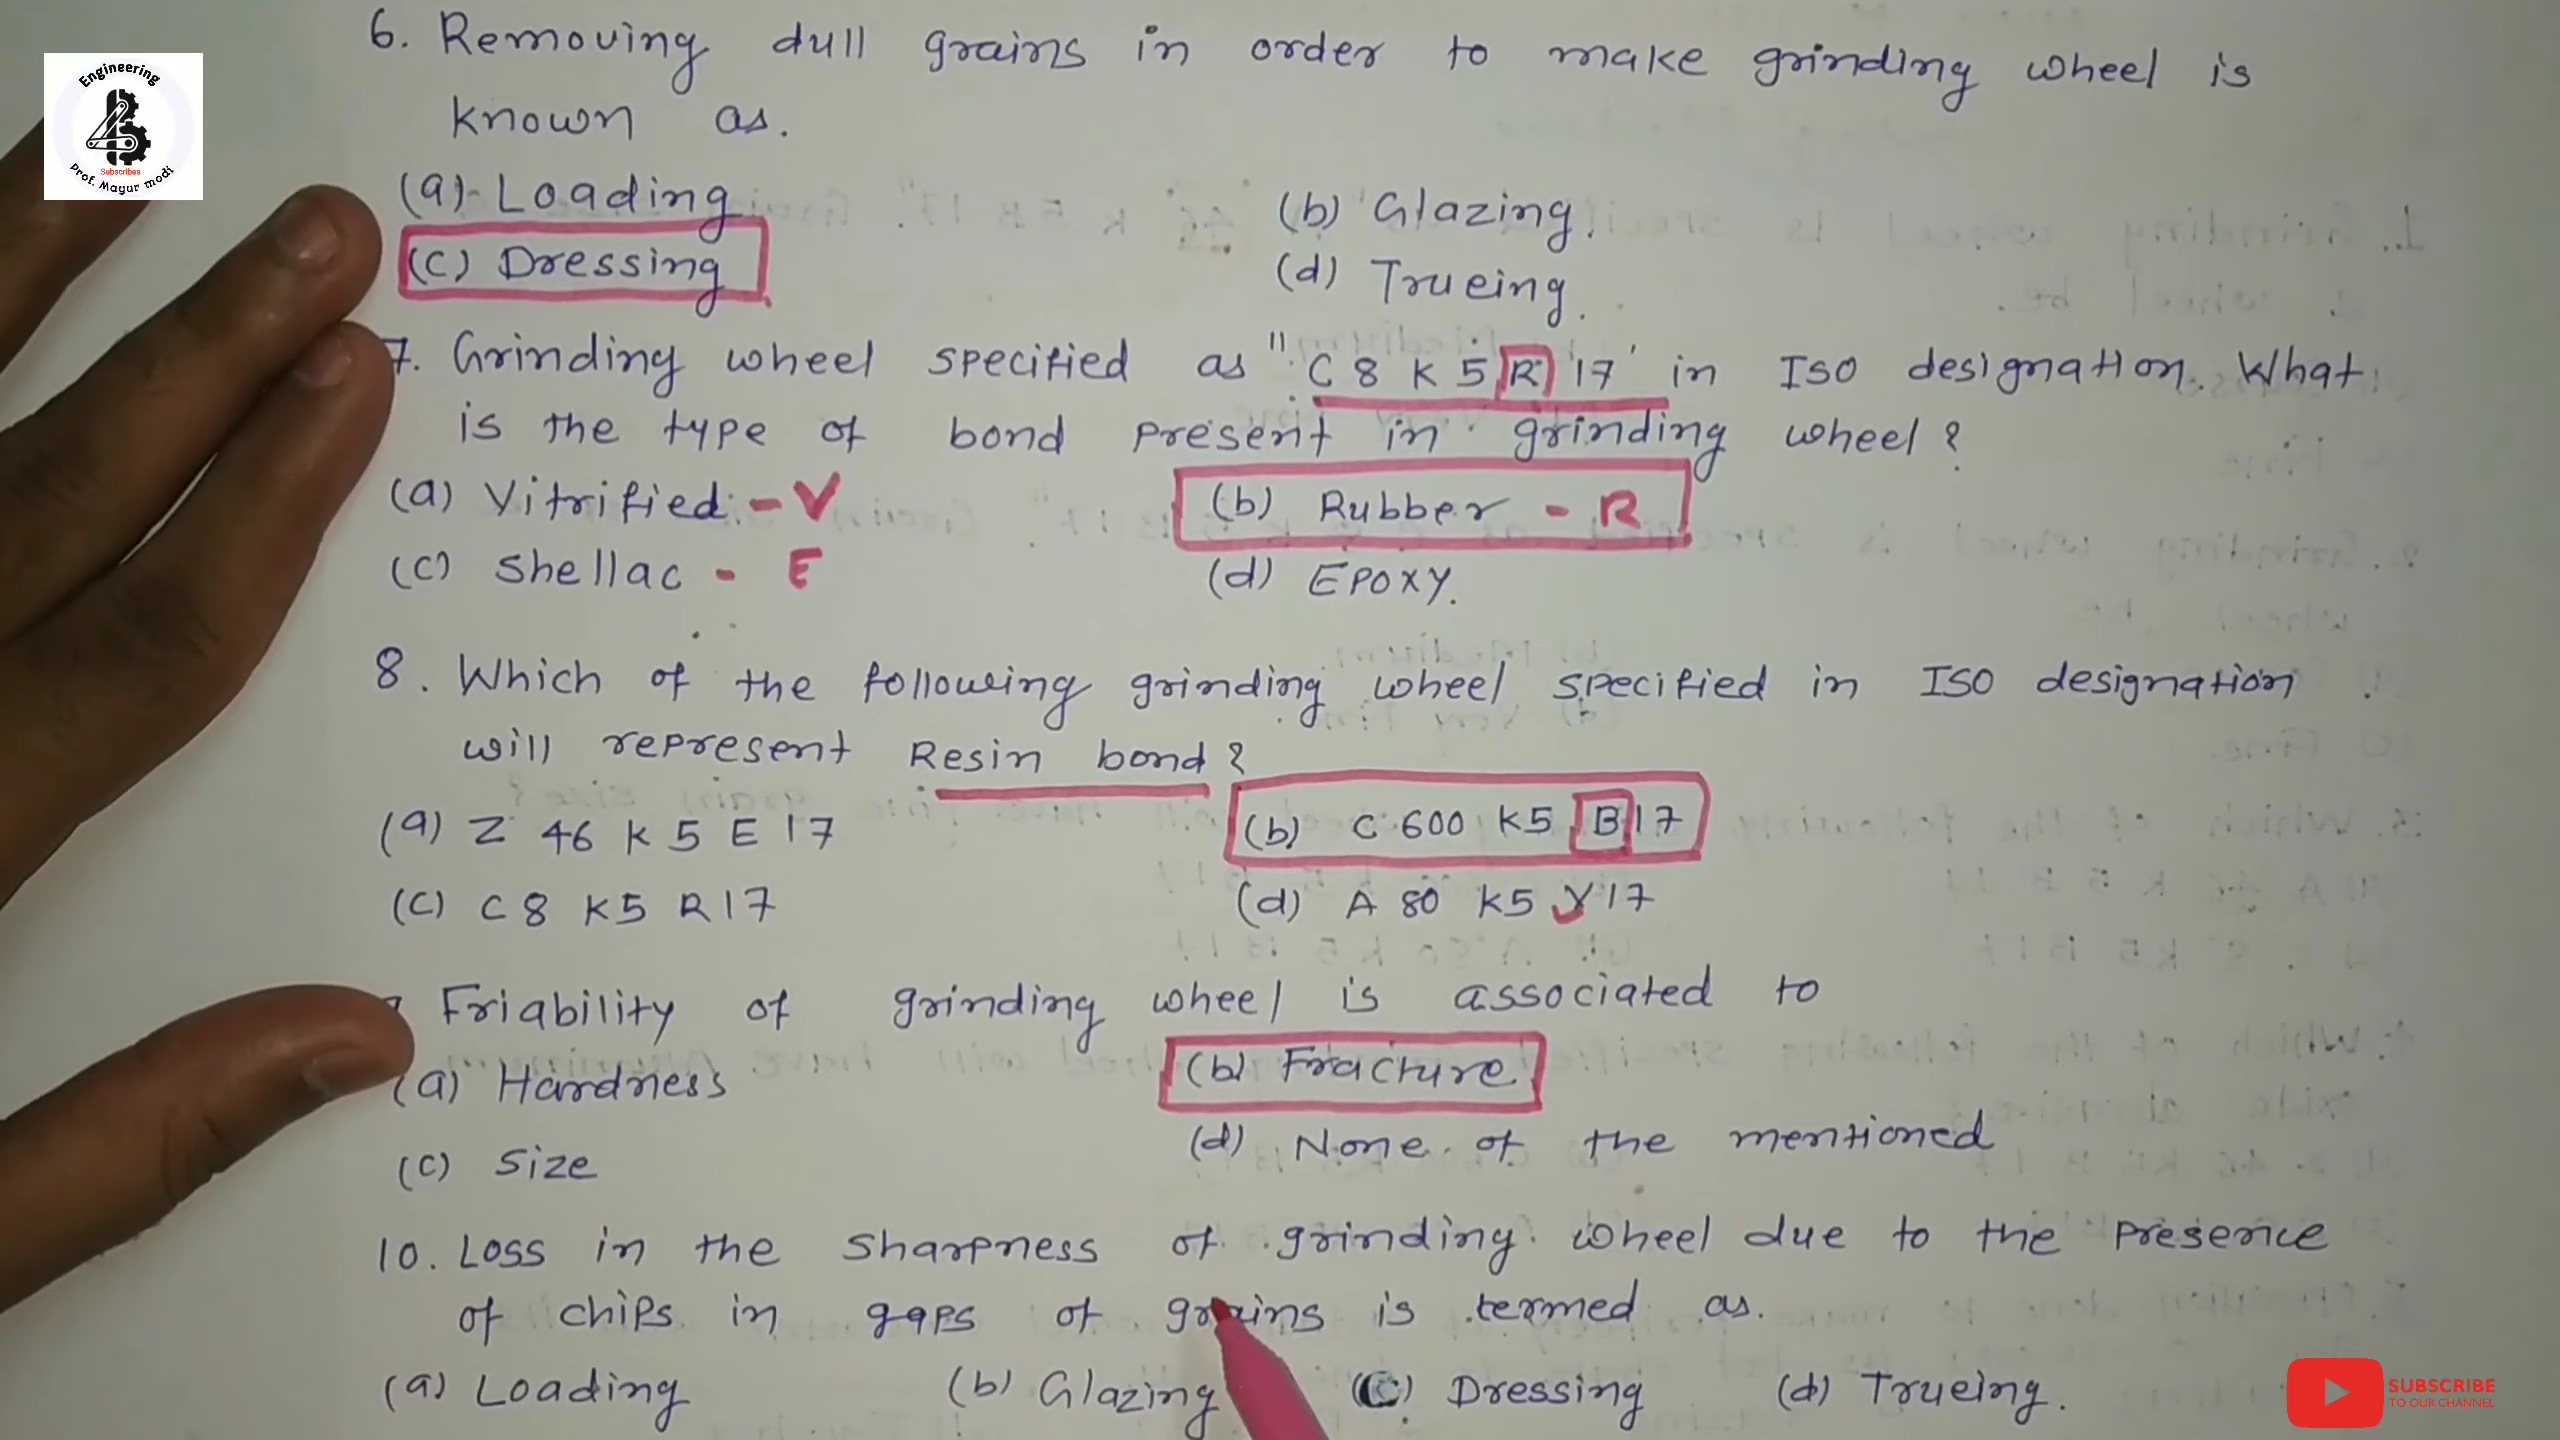 Engineering
Subscribes
Prof. Mayur modi
6. Removing dull grains in order to make grinding wheel is
known as.
(a) Loading
(b) Glazing.
(c) Dressing
(d) Trueing.
7. Grinding wheel specified as "C 8 K 5 R 17' in ISO designation. What
is the type of bond present in grinding wheel?
(a) Vitrified - V
(b) Rubber - R
(c) Shellac - E
(d) EPOXY.
8. Which of the following grinding wheel specified in ISO designation
will represent Resin bond?
(a) Z 46 K 5 E 17
(b) C 600 K5 B 17
(c) C 8 K5 R17
(d) A 80 K5 V 17
Friability of grinding wheel is associated to
(a) Hardness
(b) Fracture
(c) Size
(d) None of the mentioned
10. Loss in the sharpness of grinding wheel due to the presence
of chips in gaps of grains is termed as.
(a) Loading (b) Glazing (c) Dressing (d) Trueing.
SUBSCRIBE
TO OUR CHANNEL